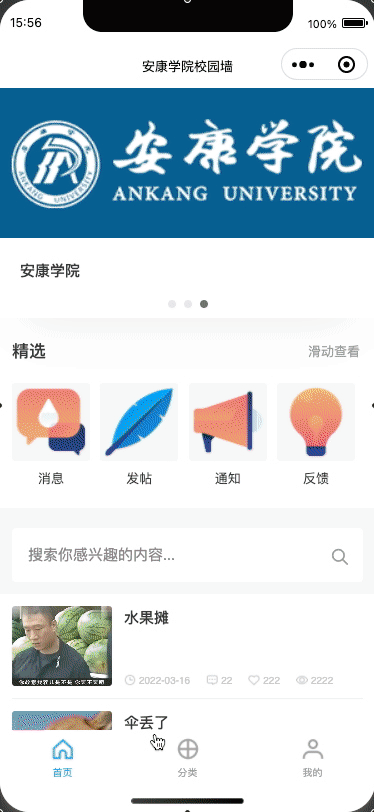 15:56
100%
安康学院校园墙
安康学院
ANKANG UNIVERSITY
安康学院
精选
滑动查看
消息
发帖
通知
反馈
搜索你感兴趣的内容...
水果摊
2022-03-16
22
222
2222
伞丢了
首页
分类
我的